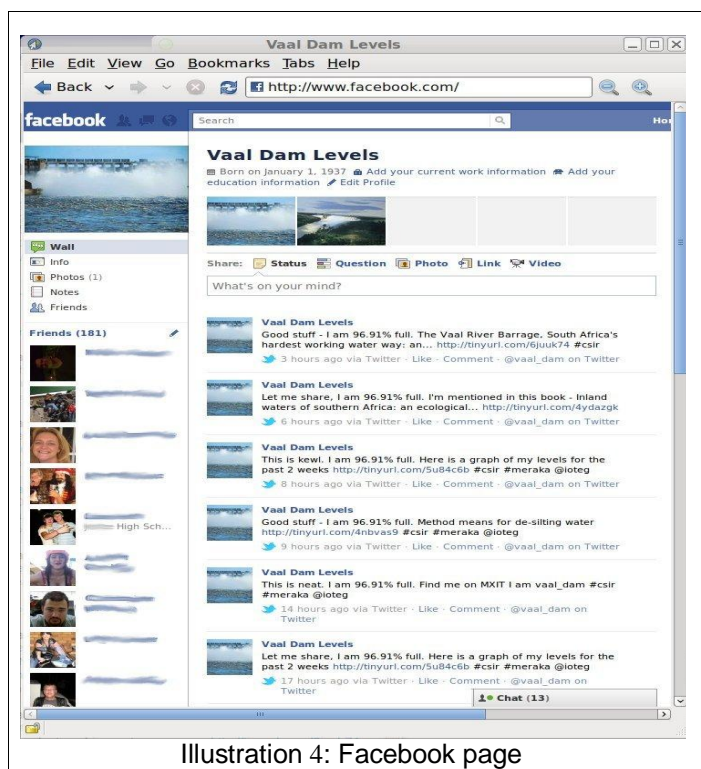 Vaal Dam Levels
File Edit View Go Bookmarks Tabs Help
Back
http://www.facebook.com/
facebook
Search
Ho
Vaal Dam Levels
Born on January 1, 1937 Add your current work information Add your
education information Edit Profile
Wall
Info
Photos (1)
Notes
Friends
Share: Status Question Photo Link Video
What's on your mind?
Friends (181)
High Sch...
Vaal Dam Levels
Good stuff - I am 96.91% full. The Vaal River Barrage, South Africa's
hardest working water way: an... http://tinyurl.com/6juuk74 #csir
3 hours ago via Twitter · Like · Comment · @vaal_dam on Twitter
Vaal Dam Levels
Let me share, I am 96.91% full. I'm mentioned in this book - Inland
waters of southern Africa: an ecological... http://tinyurl.com/4ydazgk
6 hours ago via Twitter · Like · Comment · @vaal_dam on Twitter
Vaal Dam Levels
This is kewl. I am 96.91% full. Here is a graph of my levels for the
past 2 weeks http://tinyurl.com/5u84c6b #csir #meraka @ioteg
8 hours ago via Twitter · Like · Comment · @vaal_dam on Twitter
Vaal Dam Levels
Good stuff - I am 96.91% full. Method means for de-silting water
http://tinyurl.com/4nbvas9 #csir #meraka @ioteg
9 hours ago via Twitter · Like · Comment · @vaal_dam on Twitter
Vaal Dam Levels
This is neat. I am 96.91% full. Find me on MXIT I am vaal_dam #csir
#meraka @ioteg
14 hours ago via Twitter · Like · Comment · @vaal_dam on
Twitter
Vaal Dam Levels
Let me share, I am 96.91% full. Here is a graph of my levels for the
past 2 weeks http://tinyurl.com/5u84c6b #csir #meraka @ioteg
17 hours ago via Twitter · Like · Comment · @vaal_dam on
Twitter
Chat (13)
Illustration 4: Facebook page